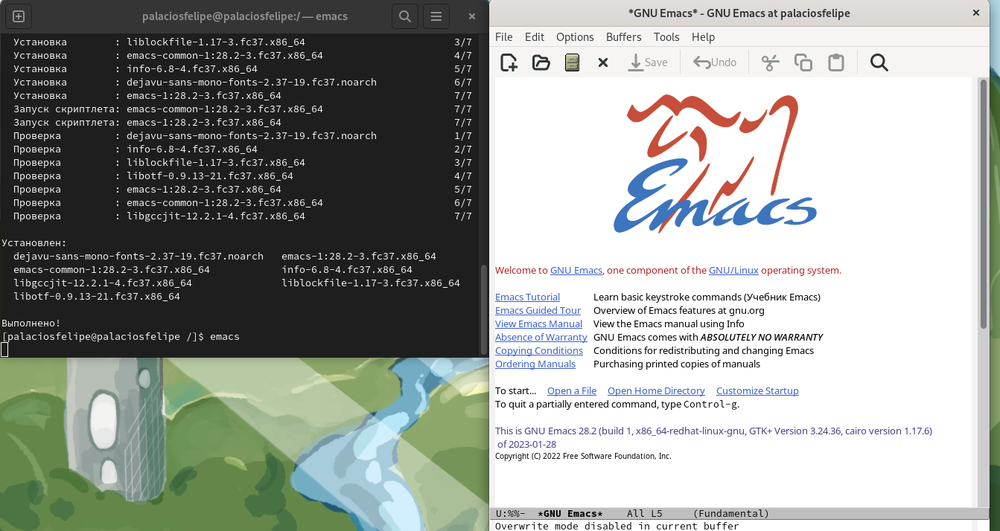 palaciosfelipe@palaciosfelipe:/ — emacs
Установка : liblockfile-1.17-3.fc37.x86_64 3/7
Установка : emacs-common-1:28.2-3.fc37.x86_64 4/7
Установка : info-6.8-4.fc37.x86_64 5/7
Установка : dejavu-sans-mono-fonts-2.37-19.fc37.noarch 6/7
Установка : emacs-1:28.2-3.fc37.x86_64 7/7
Запуск скриптлета: emacs-common-1:28.2-3.fc37.x86_64 7/7
Запуск скриптлета: emacs-1:28.2-3.fc37.x86_64 7/7
Проверка : dejavu-sans-mono-fonts-2.37-19.fc37.noarch 1/7
Проверка : info-6.8-4.fc37.x86_64 2/7
Проверка : liblockfile-1.17-3.fc37.x86_64 3/7
Проверка : libotf-0.9.13-21.fc37.x86_64 4/7
Проверка : emacs-1:28.2-3.fc37.x86_64 5/7
Проверка : emacs-common-1:28.2-3.fc37.x86_64 6/7
Проверка : libgccjit-12.2.1-4.fc37.x86_64 7/7
Установлен:
dejavu-sans-mono-fonts-2.37-19.fc37.noarch emacs-1:28.2-3.fc37.x86_64
emacs-common-1:28.2-3.fc37.x86_64 info-6.8-4.fc37.x86_64
libgccjit-12.2.1-4.fc37.x86_64 liblockfile-1.17-3.fc37.x86_64
libotf-0.9.13-21.fc37.x86_64
Выполнено!
[palaciosfelipe@palaciosfelipe /]$ emacs
*GNU Emacs* - GNU Emacs at palaciosfelipe
File Edit Options Buffers Tools Help
Save Undo
Emacs
Welcome to GNU Emacs, one component of the GNU/Linux operating system.
Emacs Tutorial Learn basic keystroke commands (Учебник Emacs)
Emacs Guided Tour Overview of Emacs features at gnu.org
View Emacs Manual View the Emacs manual using Info
Absence of Warranty GNU Emacs comes with ABSOLUTELY NO WARRANTY
Copying Conditions Conditions for redistributing and changing Emacs
Ordering Manuals Purchasing printed copies of manuals
To start... Open a File Open Home Directory Customize Startup
To quit a partially entered command, type Control-g.
This is GNU Emacs 28.2 (build 1, x86_64-redhat-linux-gnu, GTK+ Version 3.24.36, cairo version 1.17.6)
of 2023-01-28
Copyright (C) 2022 Free Software Foundation, Inc.
U:%%- *GNU Emacs* All L5 (Fundamental)
Overwrite mode disabled in current buffer